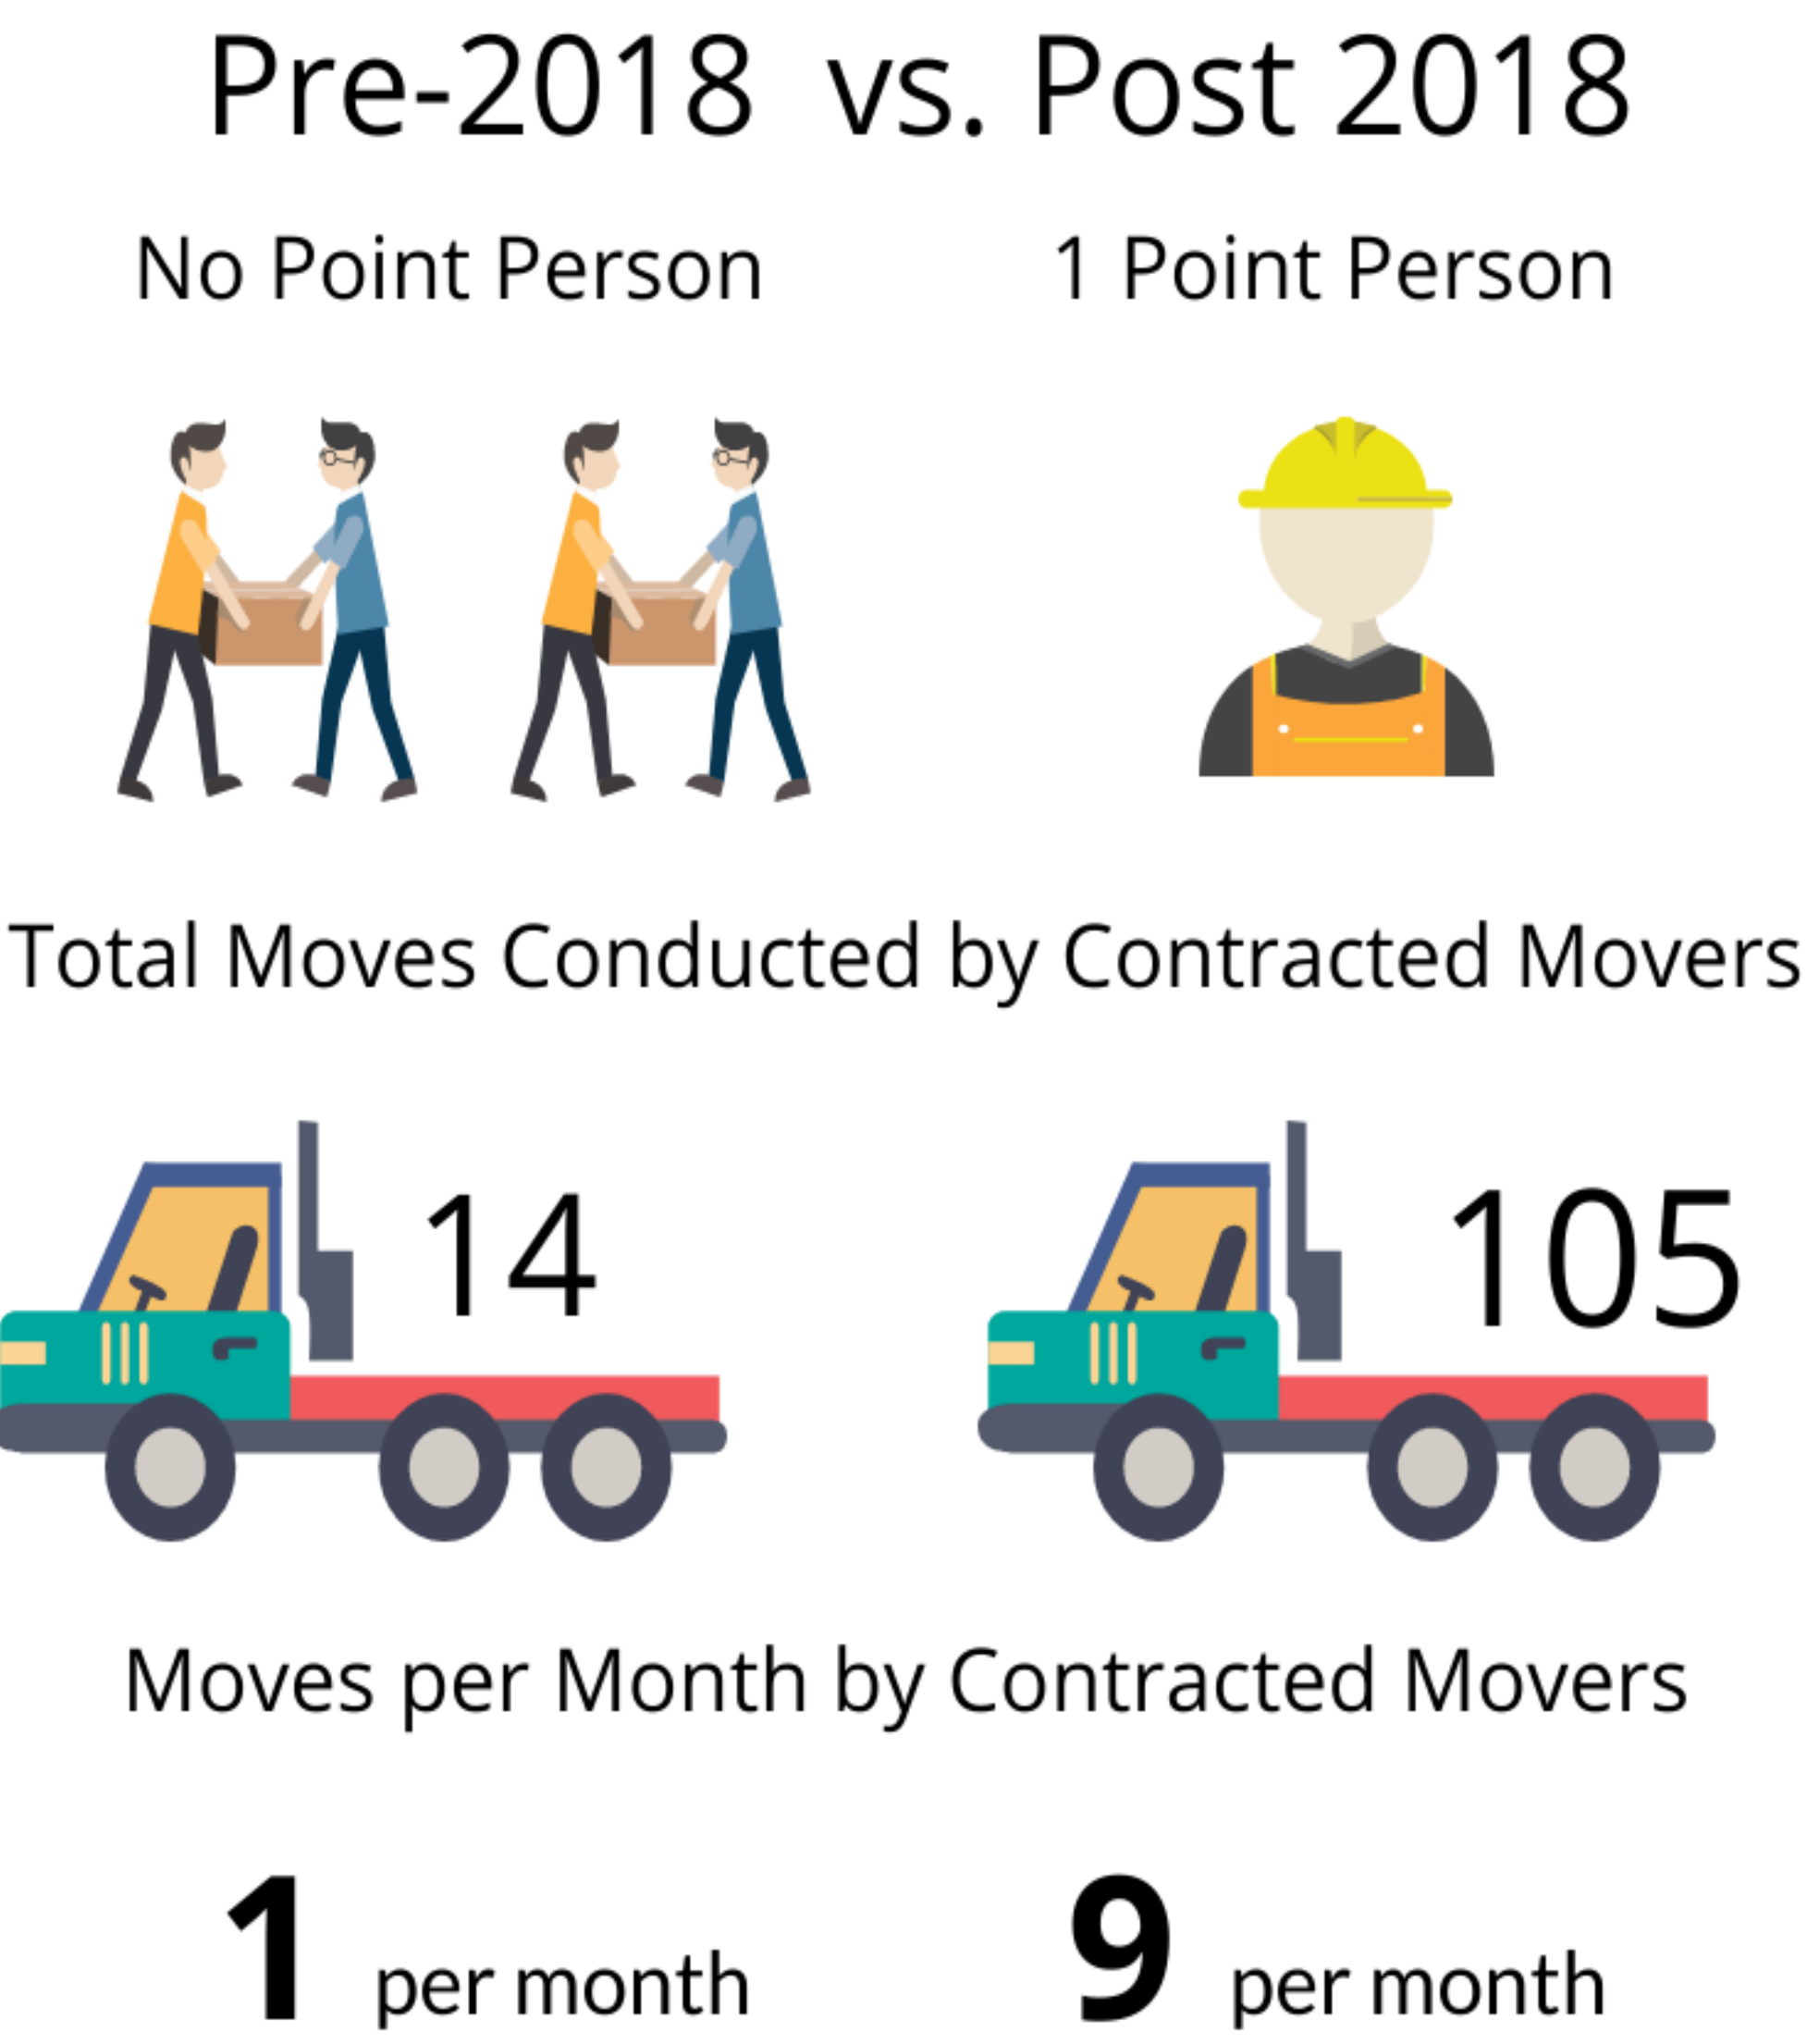 Pre-2018 vs. Post 2018
No Point Person
1 Point Person
Total Moves Conducted by Contracted Movers
14
105
Moves per Month by Contracted Movers
1 per month
9 per month